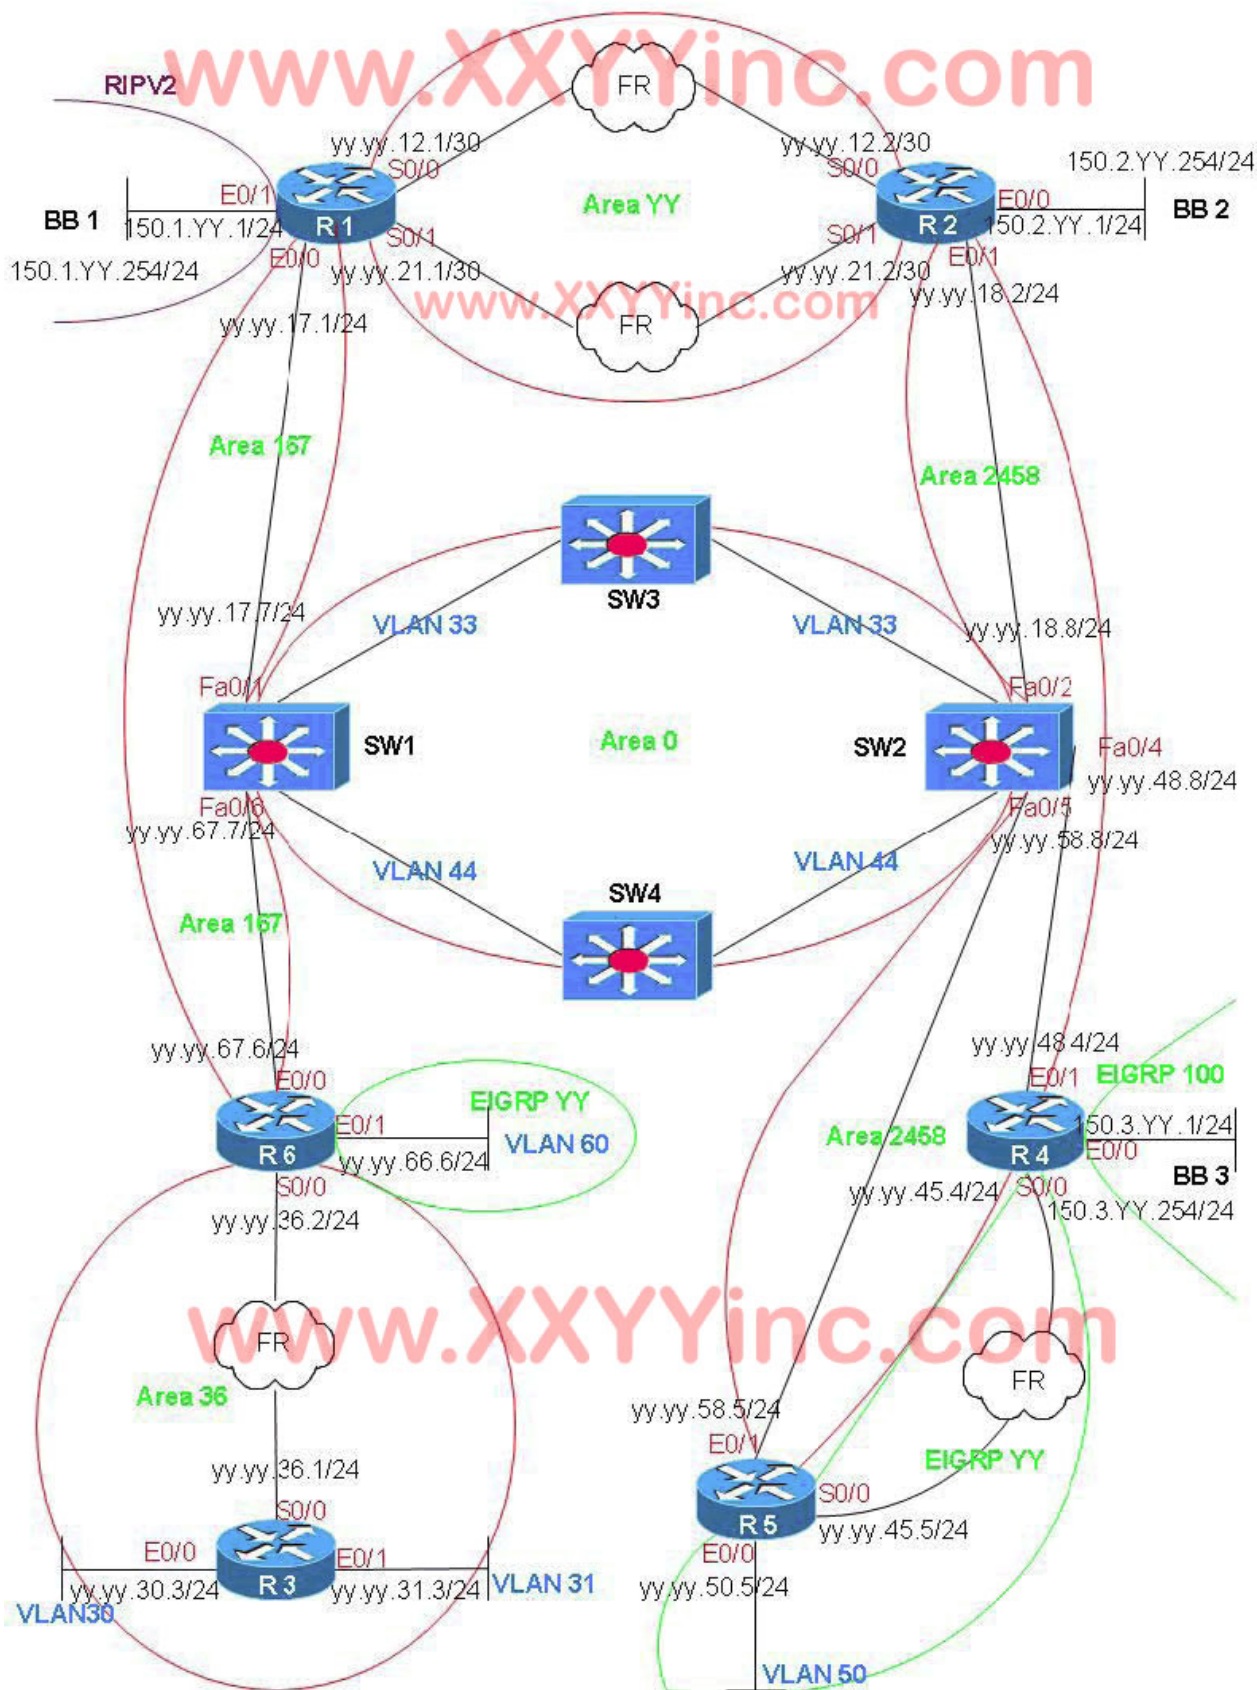 www.XXYYinc.com
RIPV2
FR
yy.yy.12.1/30
yy.yy.12.2/30
S0/0
S0/0
150.2.YY.254/24
E0/1
E0/0
Area YY
BB 1
R 1
R 2
BB 2
150.1.YY.1/24
150.2.YY.1/24
S0/1
S0/1
E0/0
E0/1
150.1.YY.254/24
yy.yy.21.1/30
yy.yy.21.2/30
www.XXYYinc.com
yy.yy.18.2/24
yy.yy.17.1/24
FR
Area 167
Area 2458
SW3
yy.yy.17.7/24
VLAN 33
VLAN 33
yy.yy.18.8/24
Fa0/1
Fa0/2
SW1
Area 0
SW2
Fa0/4
yy.yy.48.8/24
Fa0/6
Fa0/5
yy.yy.67.7/24
yy.yy.58.8/24
VLAN 44
VLAN 44
SW4
Area 167
yy.yy.67.6/24
yy.yy.48.4/24
E0/0
E0/1
EIGRP 100
EIGRP YY
E0/1
150.3.YY.1/24
Area 2458
VLAN 60
R 6
R 4
E0/0
yy.yy.66.6/24
BB 3
S0/0
yy.yy.45.4/24
S0/0
150.3.YY.254/24
yy.yy.36.2/24
www.XXYYinc.com
FR
FR
Area 36
yy.yy.58.5/24
E0/1
EIGRP YY
yy.yy.36.1/24
S0/0
S0/0
R 5
yy.yy.45.5/24
E0/0
E0/1
E0/0
R 3
yy.yy.30.3/24
yy.yy.31.3/24
VLAN 31
yy.yy.50.5/24
VLAN30
VLAN 50